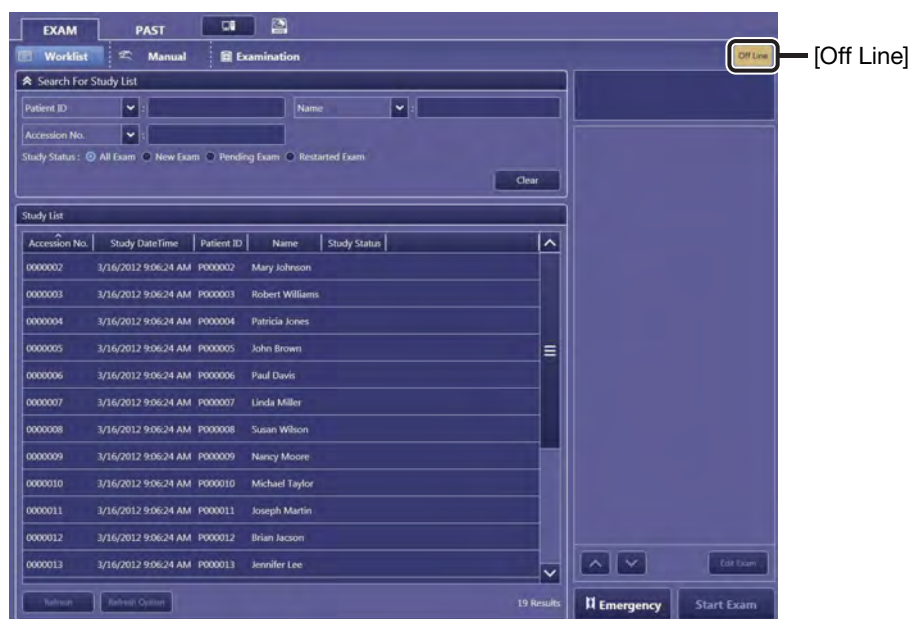 EXAM PAST
Worklist Manual Examination Off Line [Off Line]
Search For Study List
Patient ID : Name :
Accession No. :
Study Status : All Exam New Exam Pending Exam Restarted Exam
Clear
Study List
Accession No. Study DateTime Patient ID Name Study Status
0000002 3/16/2012 9:06:24 AM P000002 Mary Johnson
0000003 3/16/2012 9:06:24 AM P000003 Robert Williams
0000004 3/16/2012 9:06:24 AM P000004 Patricia Jones
0000005 3/16/2012 9:06:24 AM P000005 John Brown
0000006 3/16/2012 9:06:24 AM P000006 Paul Davis
0000007 3/16/2012 9:06:24 AM P000007 Linda Miller
0000008 3/16/2012 9:06:24 AM P000008 Susan Wilson
0000009 3/16/2012 9:06:24 AM P000009 Nancy Moore
0000010 3/16/2012 9:06:24 AM P000010 Michael Taylor
0000011 3/16/2012 9:06:24 AM P000011 Joseph Martin
0000012 3/16/2012 9:06:24 AM P000012 Brian Jacson
0000013 3/16/2012 9:06:24 AM P000013 Jennifer Lee
Edit Exam
Refresh Refresh Option 19 Results Emergency Start Exam